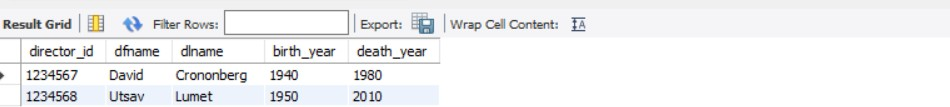 Result Grid Filter Rows: Export: Wrap Cell Content:
director_id dfname dlname birth_year death_year
1234567 David Crononberg 1940 1980
1234568 Utsav Lumet 1950 2010